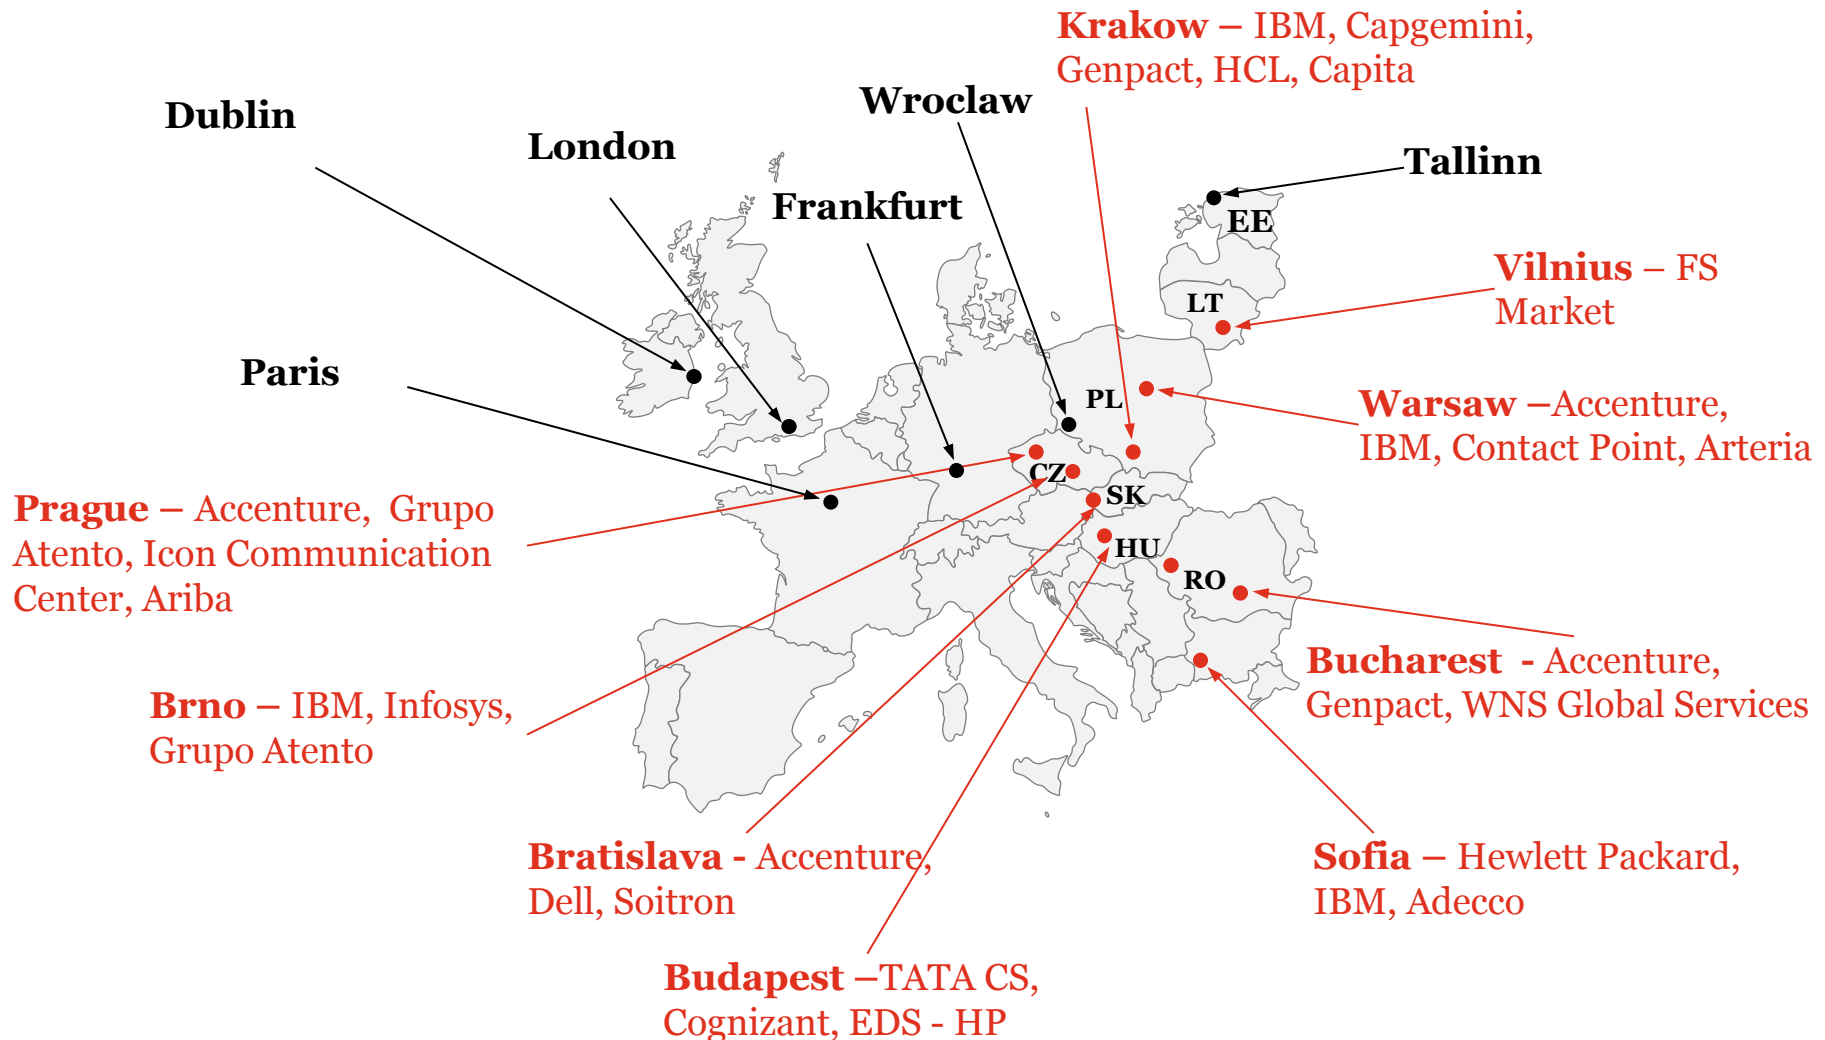 Krakow – IBM, Capgemini,
Genpact, HCL, Capita
Wroclaw
Dublin
London
Tallinn
Frankfurt
EE
Vilnius – FS
Market
LT
Paris
PL
Warsaw –Accenture,
IBM, Contact Point, Arteria
CZ
SK
Prague – Accenture,  Grupo
Atento, Icon Communication
Center, Ariba
HU
RO
Bucharest  - Accenture,
Genpact, WNS Global Services
Brno – IBM, Infosys,
Grupo Atento
Bratislava - Accenture,
Dell, Soitron
Sofia – Hewlett Packard,
IBM, Adecco
Budapest –TATA CS,
Cognizant, EDS - HP